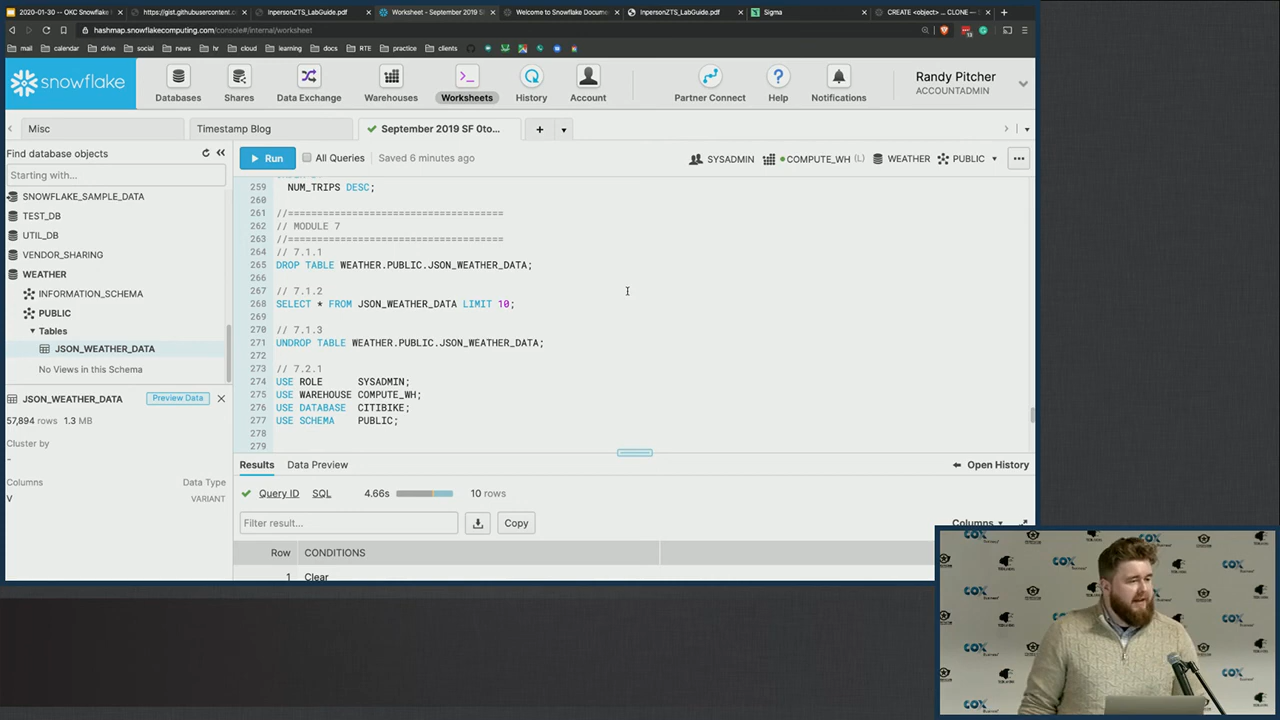 2020-01-30 -- OKC Snowflake
https://gist.githubusercontent.c
InpersonZTS_LabGuide.pdf
Worksheet - September 2019 S
Welcome to Snowflake Docume
InpersonZTS_LabGuide.pdf
Sigma
CREATE <object> … CLONE —
hashmap.snowflakecomputing.com/console#/internal/worksheet
mail calendar drive social news hr cloud learning docs RTE practice clients
snowflake
Databases
Shares
Data Exchange
Warehouses
Worksheets
History
Account
Partner Connect
Help
Notifications
Randy Pitcher
ACCOUNTADMIN
Misc
Timestamp Blog
September 2019 SF 0to...
Find database objects
Starting with...
Run
All Queries
Saved 6 minutes ago
SYSADMIN
COMPUTE_WH (L)
WEATHER
PUBLIC
SNOWFLAKE_SAMPLE_DATA
TEST_DB
UTIL_DB
VENDOR_SHARING
WEATHER
INFORMATION_SCHEMA
PUBLIC
Tables
JSON_WEATHER_DATA
No Views in this Schema
JSON_WEATHER_DATA
Preview Data
57,894 rows 1.3 MB
Cluster by
-
Columns Data Type
V VARIANT
259 NUM_TRIPS DESC;
260
261 //=======================================
262 // MODULE 7
263 //=======================================
264 // 7.1.1
265 DROP TABLE WEATHER.PUBLIC.JSON_WEATHER_DATA;
266
267 // 7.1.2
268 SELECT * FROM JSON_WEATHER_DATA LIMIT 10;
269
270 // 7.1.3
271 UNDROP TABLE WEATHER.PUBLIC.JSON_WEATHER_DATA;
272
273 // 7.2.1
274 USE ROLE SYSADMIN;
275 USE WAREHOUSE COMPUTE_WH;
276 USE DATABASE CITIBIKE;
277 USE SCHEMA PUBLIC;
278
279
Results
Data Preview
Open History
Query ID
SQL
4.66s
10 rows
Filter result...
Copy
Columns
Row CONDITIONS
1 Clear
COX
COX
COX
COX